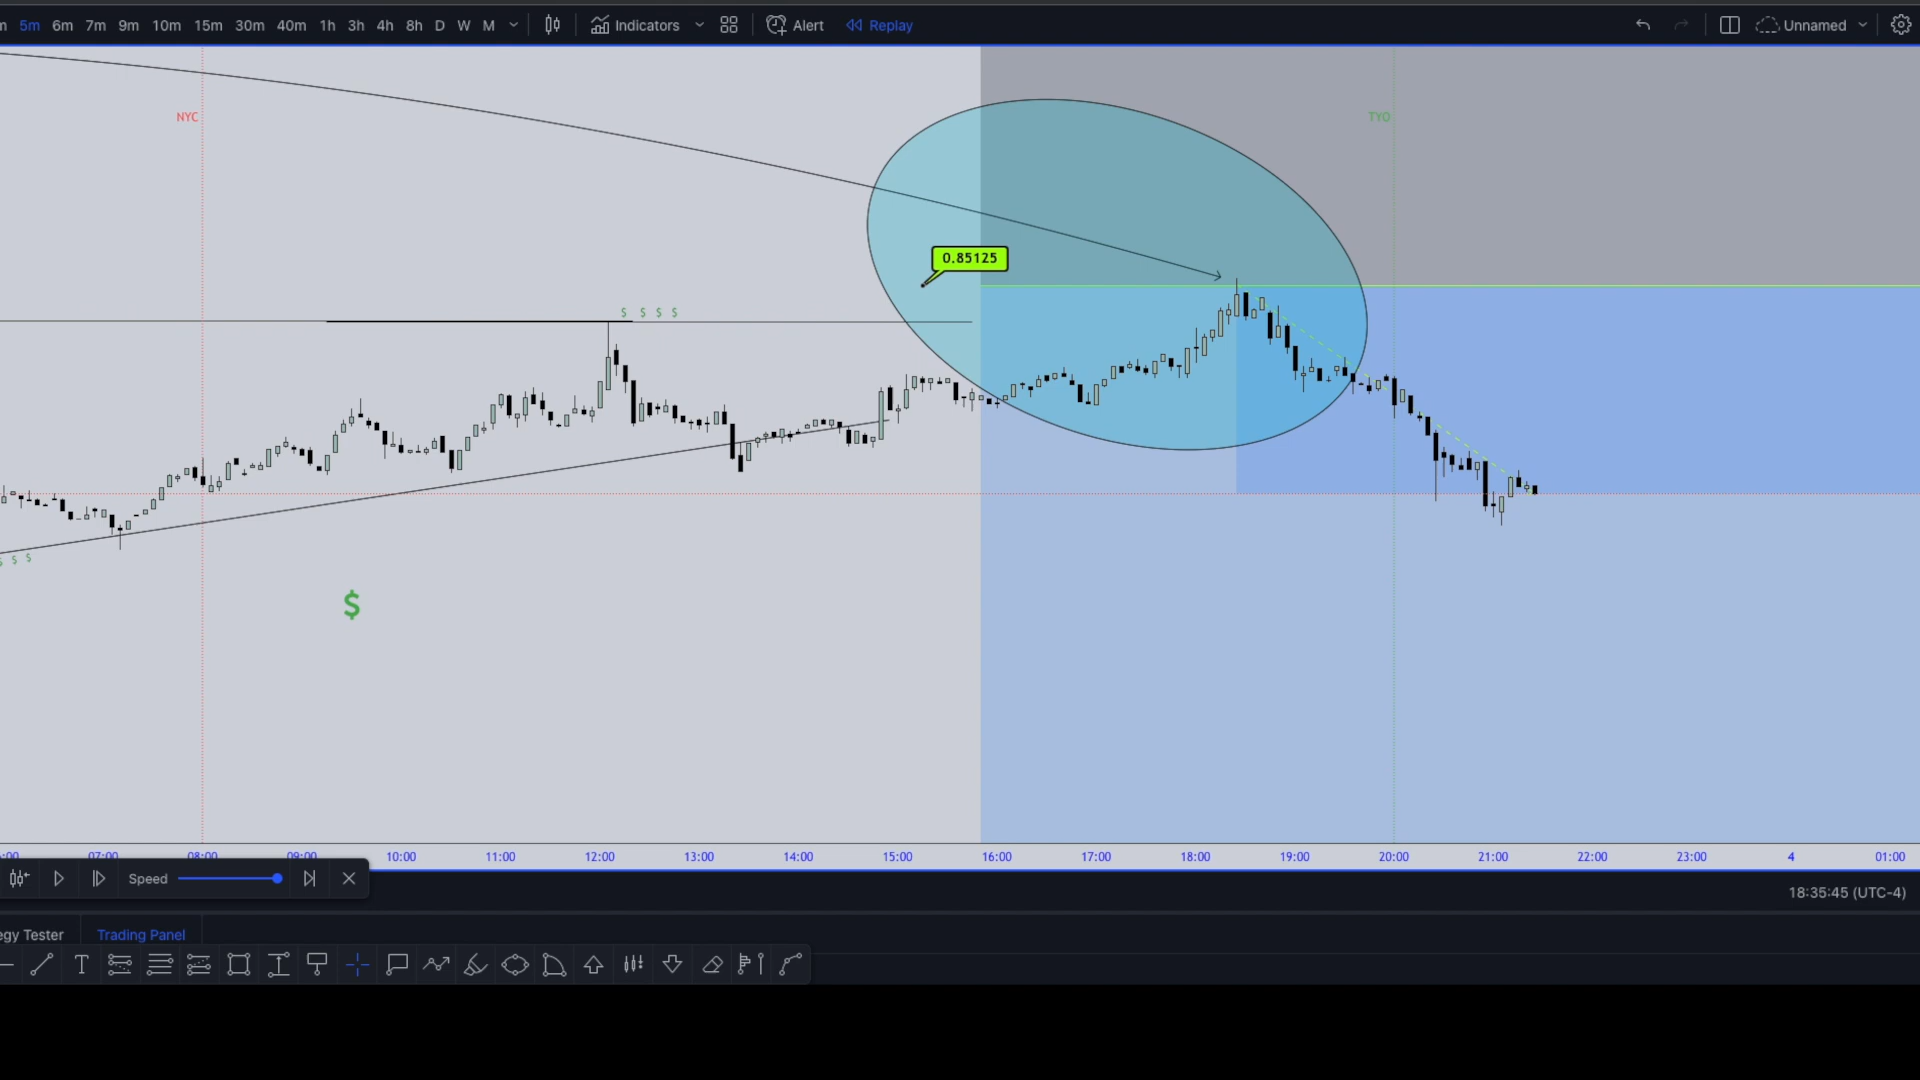 m 5m 6m 7m 9m 10m 15m 30m 40m 1h 3h 4h 8h D W M Indicators Alert Replay Unnamed
NYC
TYO
0.85125
$ $ $ $
$ $ $
$
:00 07:00 08:00 09:00 10:00 11:00 12:00 13:00 14:00 15:00 16:00 17:00 18:00 19:00 20:00 21:00 22:00 23:00 4 01:00
Speed
18:35:45 (UTC-4)
egy Tester Trading Panel
T